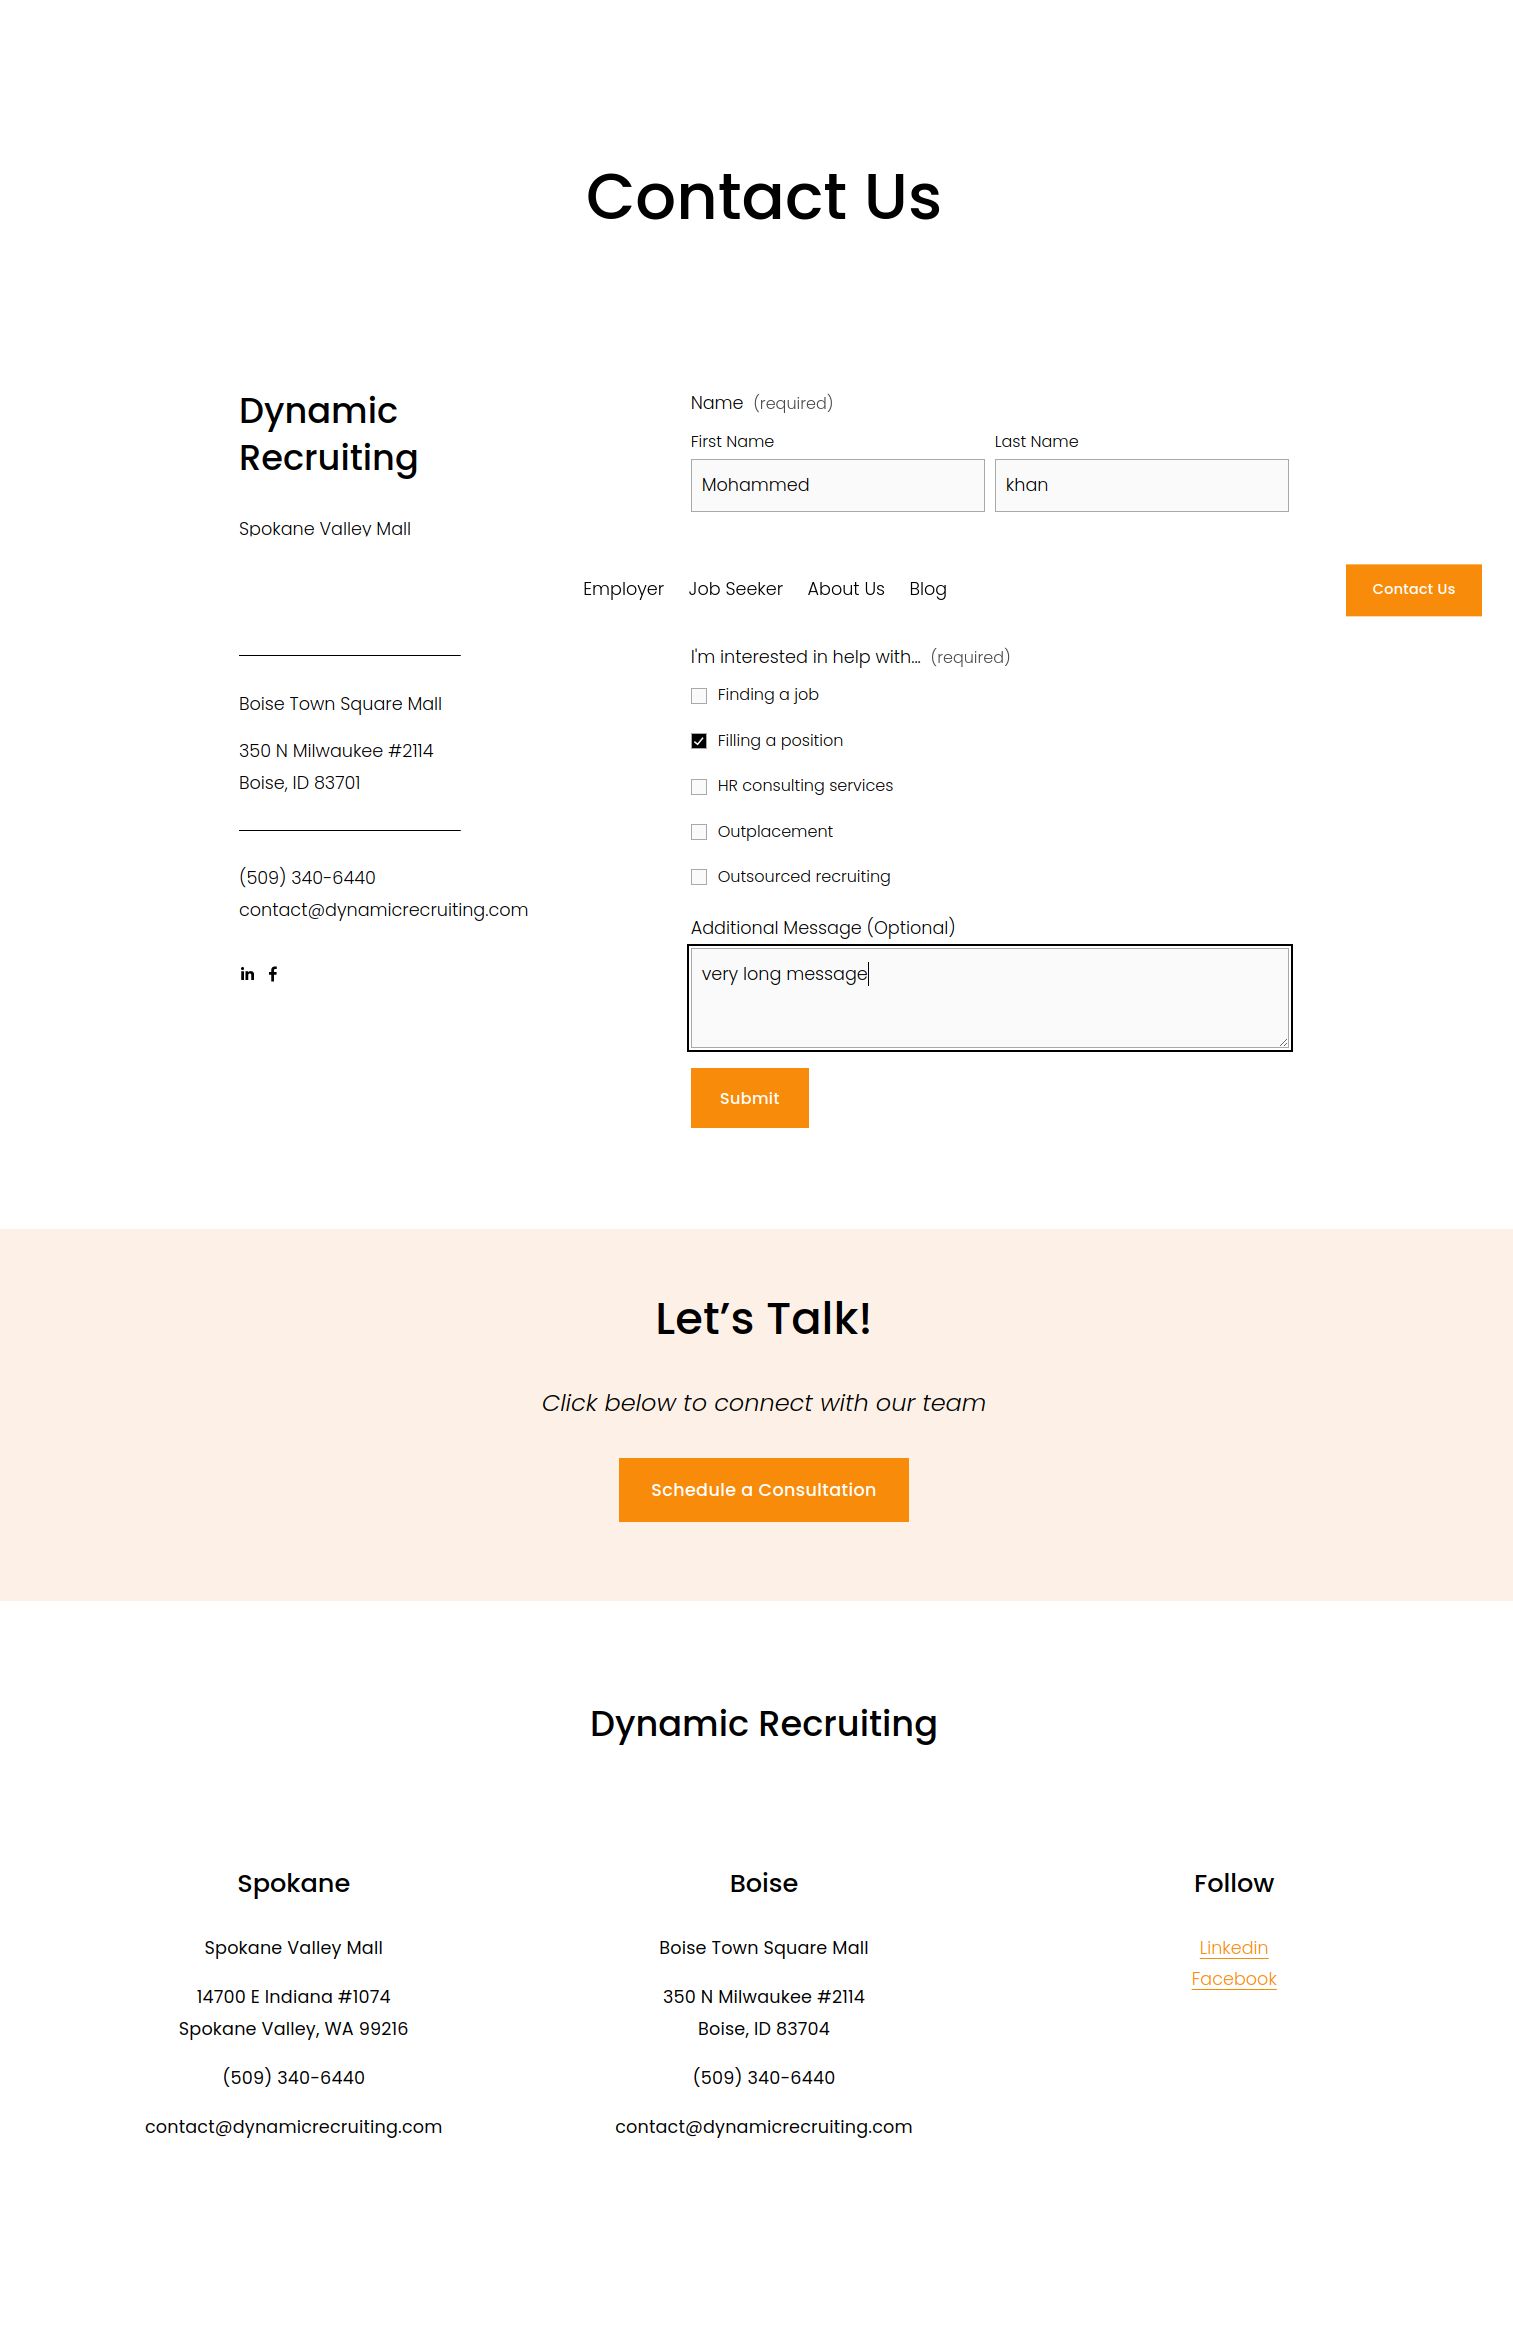 Contact Us
Dynamic
Recruiting
Spokane Valley Mall
Name (required)
First Name
Last Name
Mohammed
khan
Employer
Job Seeker
About Us
Blog
Contact Us
Boise Town Square Mall
350 N Milwaukee #2114
Boise, ID 83701
(509) 340-6440
contact@dynamicrecruiting.com
in f
I'm interested in help with... (required)
Finding a job
Filling a position
HR consulting services
Outplacement
Outsourced recruiting
Additional Message (Optional)
very long message
Submit
Let’s Talk!
Click below to connect with our team
Schedule a Consultation
Dynamic Recruiting
Spokane
Spokane Valley Mall
14700 E Indiana #1074
Spokane Valley, WA 99216
(509) 340-6440
contact@dynamicrecruiting.com
Boise
Boise Town Square Mall
350 N Milwaukee #2114
Boise, ID 83704
(509) 340-6440
contact@dynamicrecruiting.com
Follow
Linkedin
Facebook